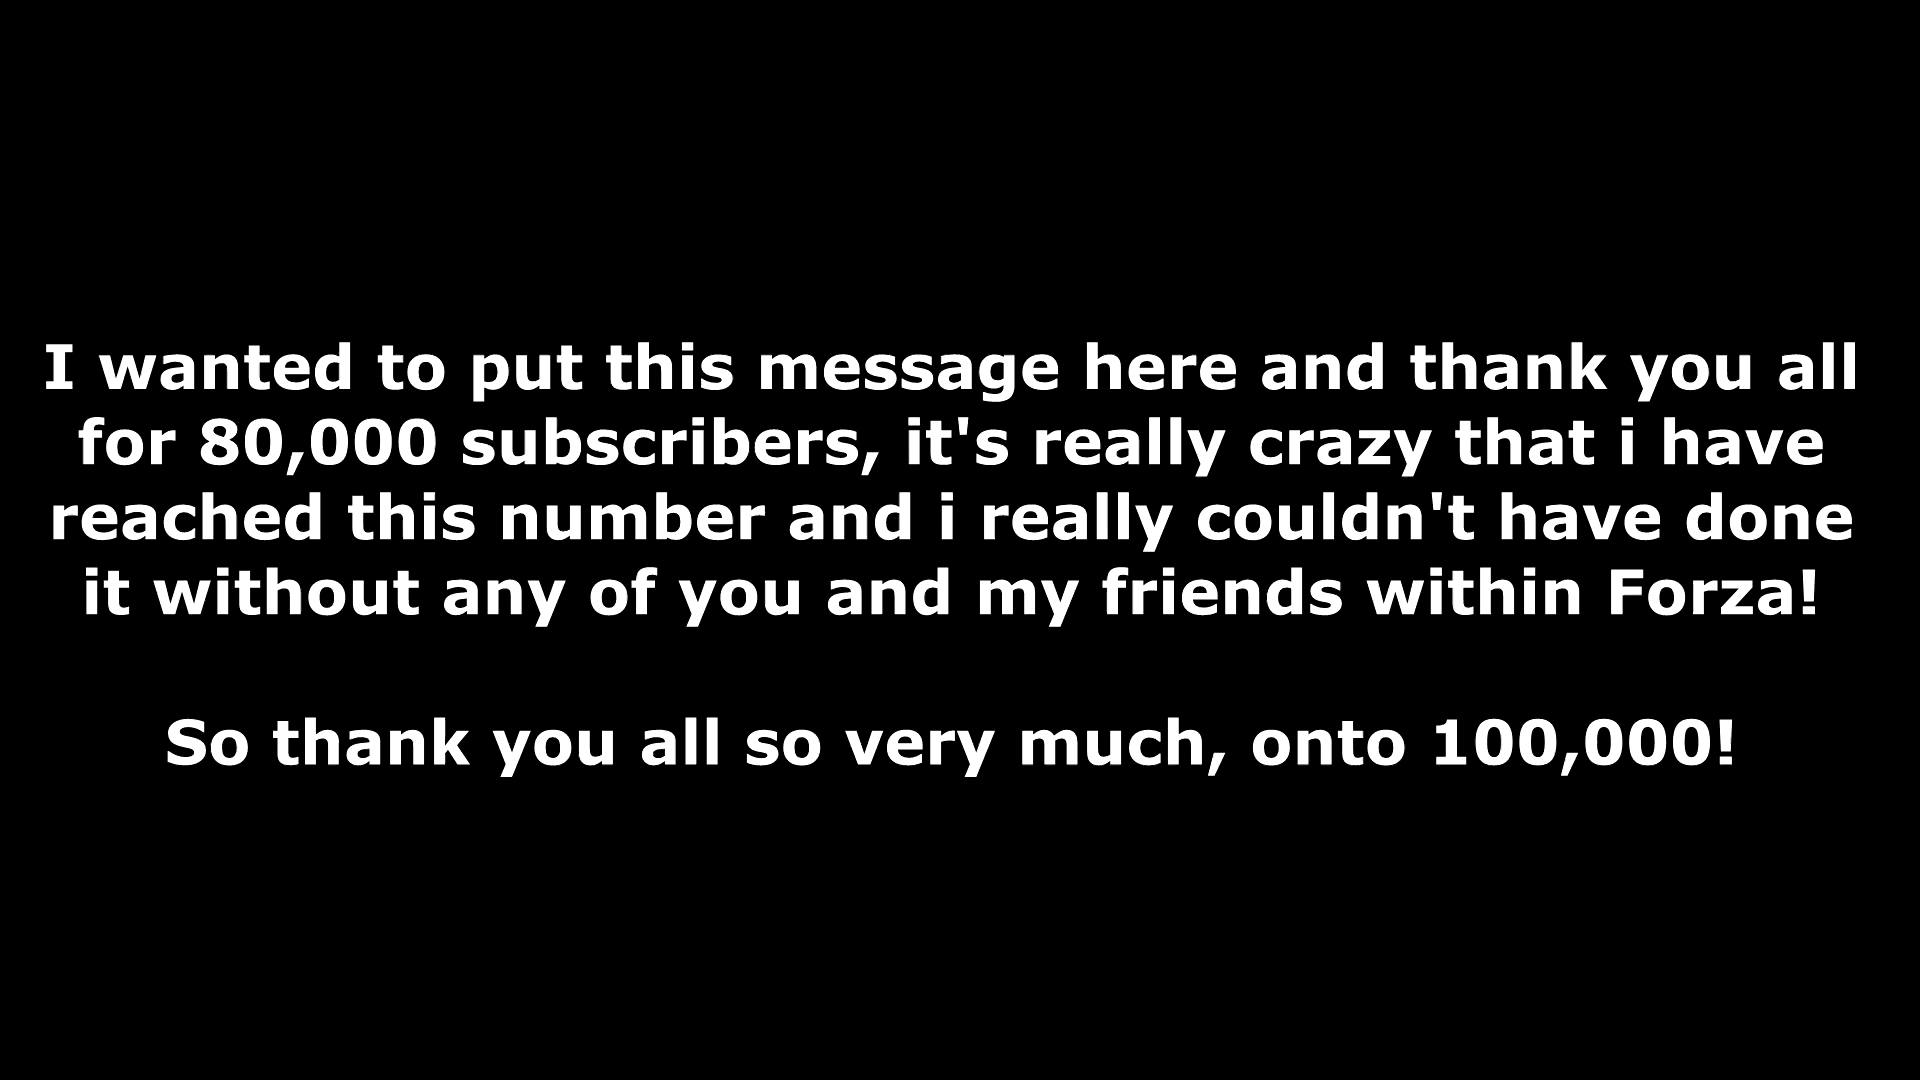 I wanted to put this message here and thank you all
for 80,000 subscribers, it's really crazy that i have
reached this number and i really couldn't have done
it without any of you and my friends within Forza!
So thank you all so very much, onto 100,000!